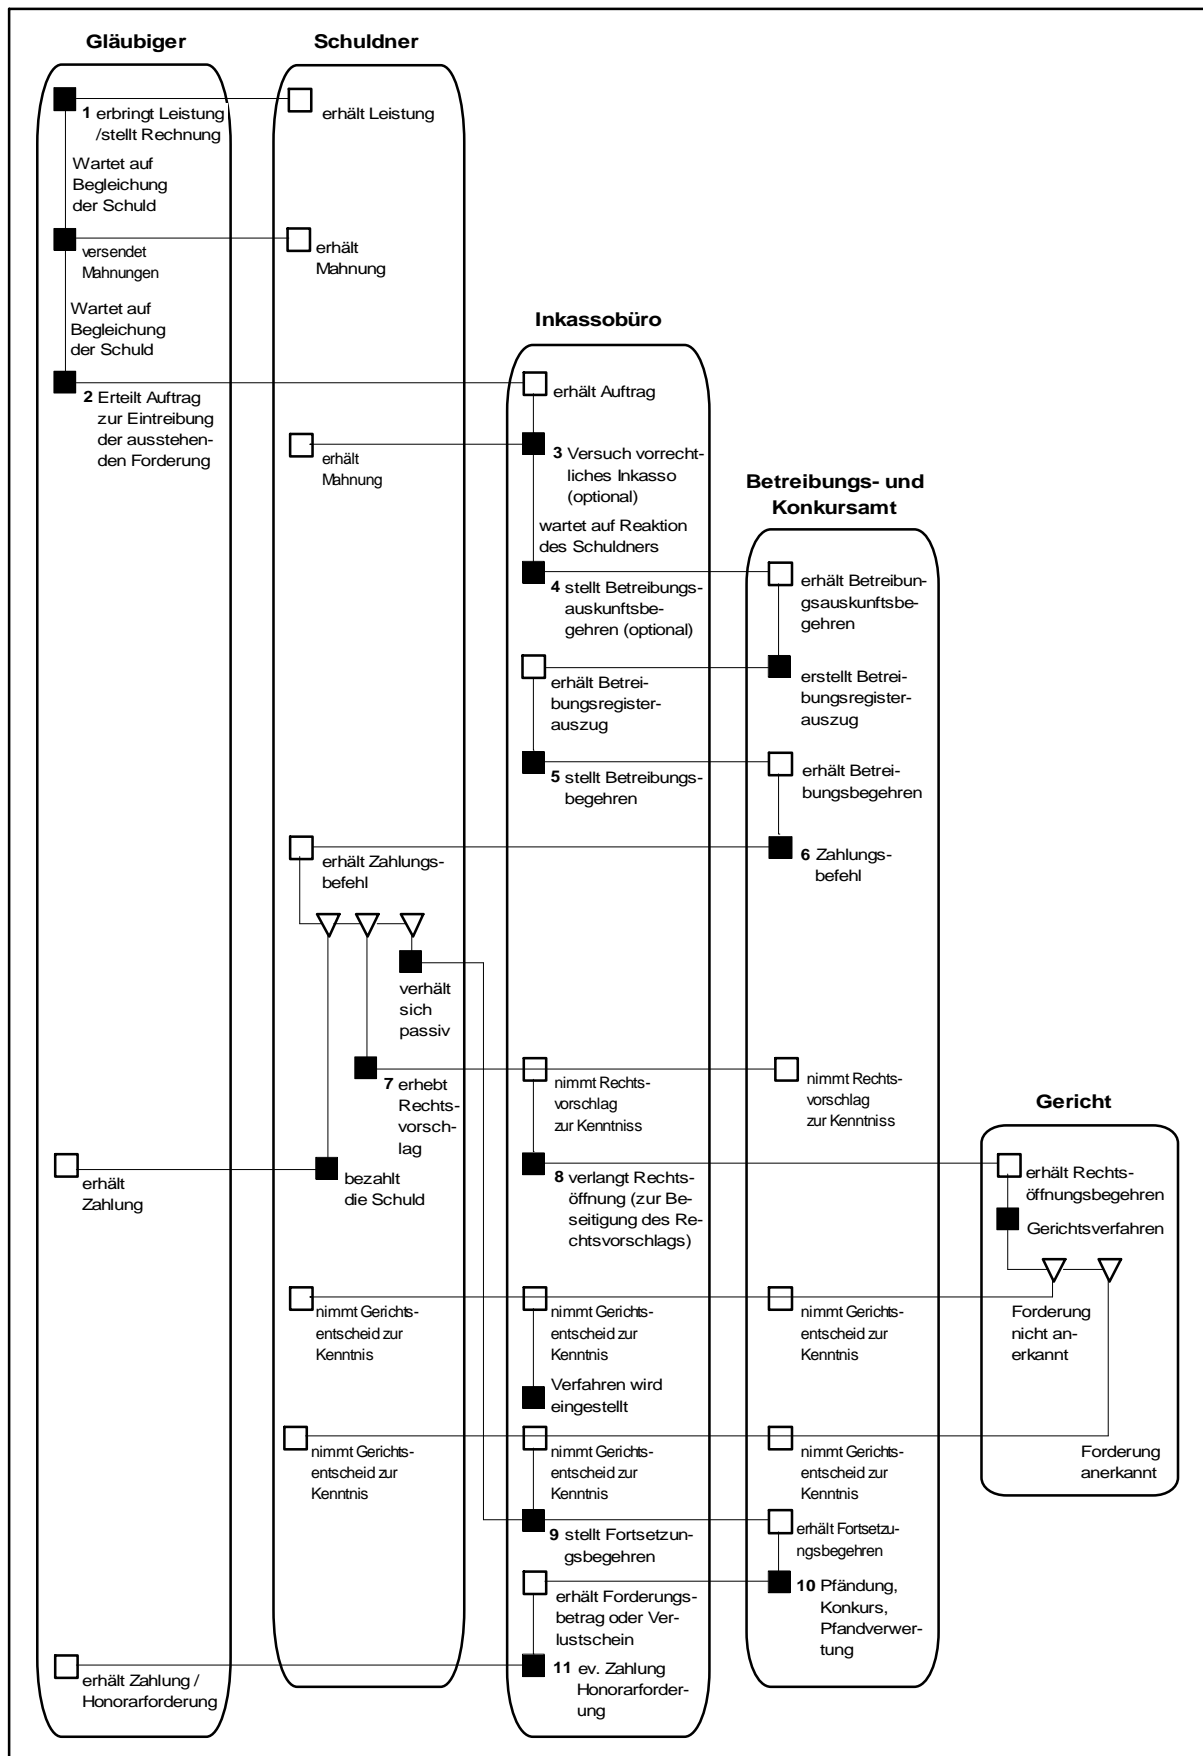 Gläubiger
Schuldner
1 erbringt Leistung
/stellt Rechnung
erhält Leistung
Wartet auf
Begleichung
der Schuld
versendet
Mahnungen
erhält
Mahnung
Wartet auf
Begleichung
der Schuld
Inkassobüro
2 Erteilt Auftrag
zur Eintreibung
der ausstehen-
den Forderung
erhält Auftrag
erhält
Mahnung
3 Versuch vorrecht-
liches Inkasso
(optional)
wartet auf Reaktion
des Schuldners
Betreibungs- und
Konkursamt
4 stellt Betreibungs-
auskunftsbe-
gehren (optional)
erhält Betreibun-
gsauskunftsbe-
gehren
erhält Betrei-
bungsregister-
auszug
erstellt Betrei-
bungsregister-
auszug
5 stellt Betreibungs-
begehren
erhält Betrei-
bungsbegehren
erhält Zahlungs-
befehl
6 Zahlungs-
befehl
verhält
sich
passiv
7 erhebt
Rechts-
vorsch-
lag
nimmt Rechts-
vorschlag
zur Kenntniss
nimmt Rechts-
vorschlag
zur Kenntniss
Gericht
erhält
Zahlung
bezahlt
die Schuld
8 verlangt Rechts-
öffnung (zur Be-
seitigung des Re-
chtsvorschlags)
erhält Rechts-
öffnungsbegehren
Gerichtsverfahren
nimmt Gerichts-
entscheid zur
Kenntnis
nimmt Gerichts-
entscheid zur
Kenntnis
nimmt Gerichts-
entscheid zur
Kenntnis
Forderung
nicht an-
erkannt
Verfahren wird
eingestellt
nimmt Gerichts-
entscheid zur
Kenntnis
nimmt Gerichts-
entscheid zur
Kenntnis
nimmt Gerichts-
entscheid zur
Kenntnis
Forderung
anerkannt
9 stellt Fortsetzun-
gsbegehren
erhält Fortsetzu-
ngsbegehren
erhält Forderungs-
betrag oder Ver-
lustschein
10 Pfändung,
Konkurs,
Pfandverwer-
tung
erhält Zahlung /
Honorarforderung
11 ev. Zahlung
Honorarforder-
ung